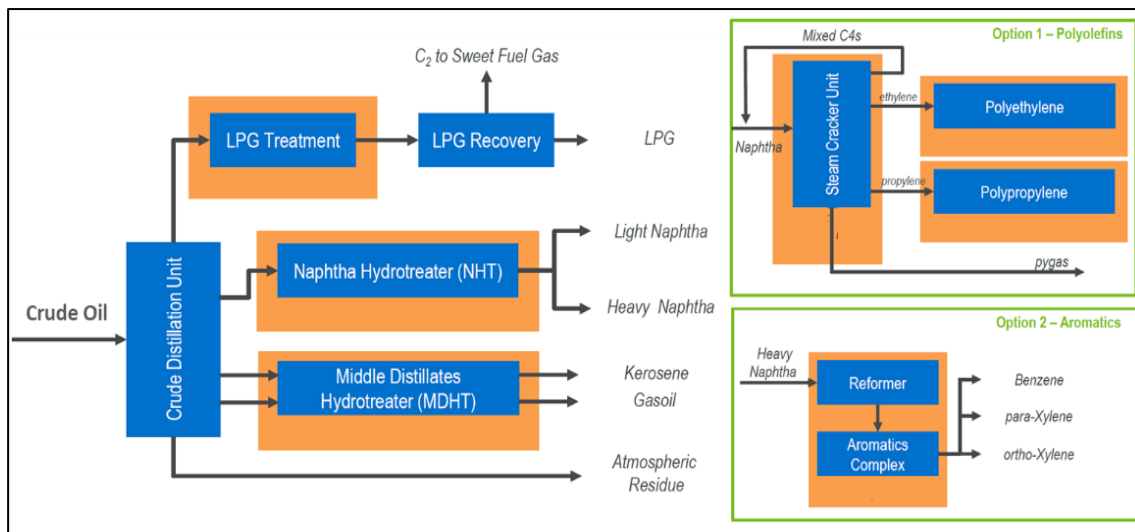 C2 to Sweet Fuel Gas
LPG Treatment
LPG Recovery
LPG
Crude Oil
Crude Distillation Unit
Naphtha Hydrotreater (NHT)
Light Naphtha
Heavy Naphtha
Middle Distillates
Hydrotreater (MDHT)
Kerosene
Gasoil
Atmospheric
Residue
Option 1 – Polyolefins
Mixed C4s
Naphtha
Steam Cracker Unit
ethylene
Polyethylene
propylene
Polypropylene
pygas
Option 2 – Aromatics
Heavy
Naphtha
Reformer
Aromatics
Complex
Benzene
para-Xylene
ortho-Xylene